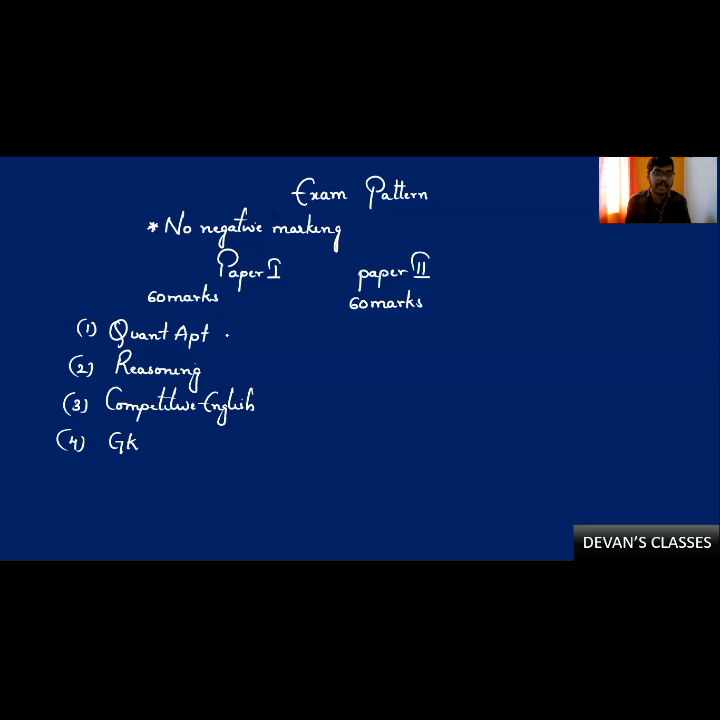 Exam Pattern
* No negative marking
Paper I paper II
60marks 60marks
(1) Quant Apt .
(2) Reasoning
(3) Competitive English
(4) GK
DEVAN'S CLASSES